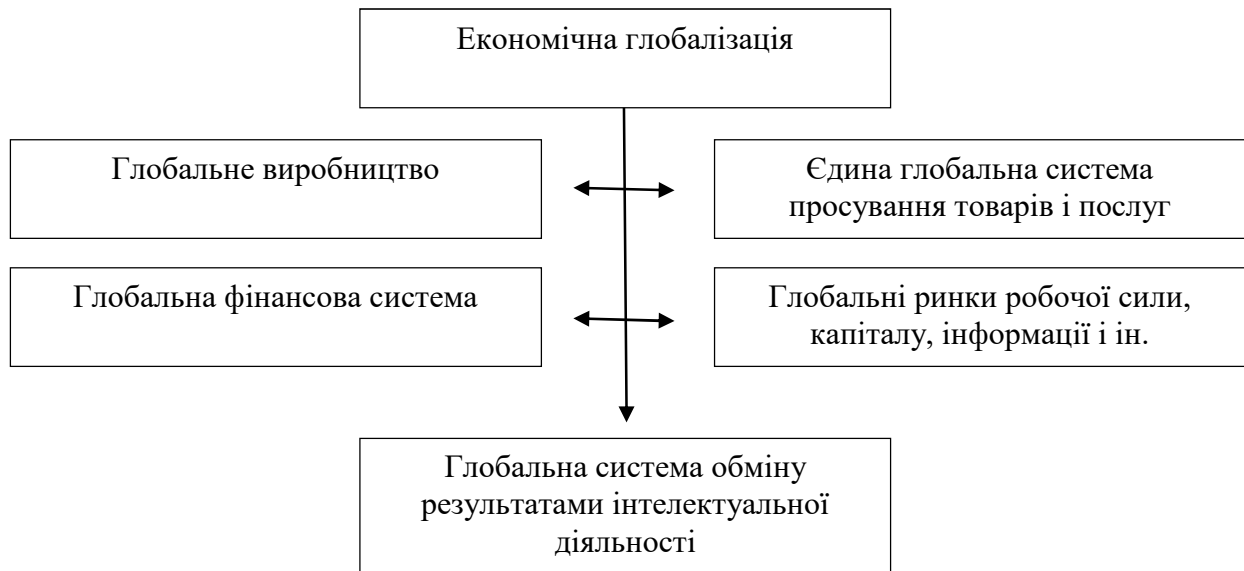 Економічна глобалізація
Глобальне виробництво
Єдина глобальна система
просування товарів і послуг
Глобальна фінансова система
Глобальні ринки робочої сили,
капіталу, інформації і ін.
Глобальна система обміну
результатами інтелектуальної
діяльності